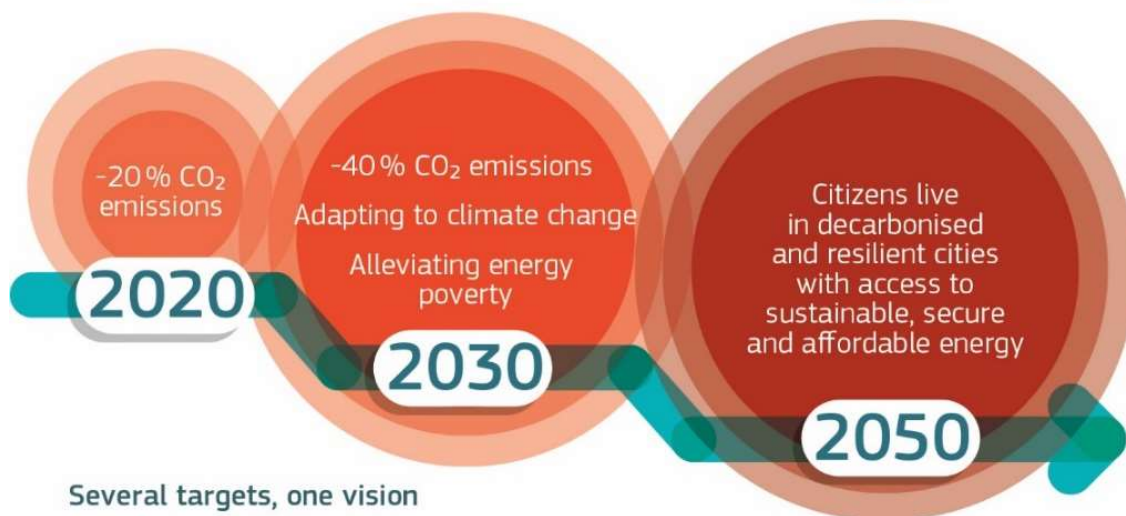 -20% CO₂
emissions
2020
-40% CO₂ emissions
Adapting to climate change
Alleviating energy
poverty
2030
Citizens live
in decarbonised
and resilient cities
with access to
sustainable, secure
and affordable energy
2050
Several targets, one vision